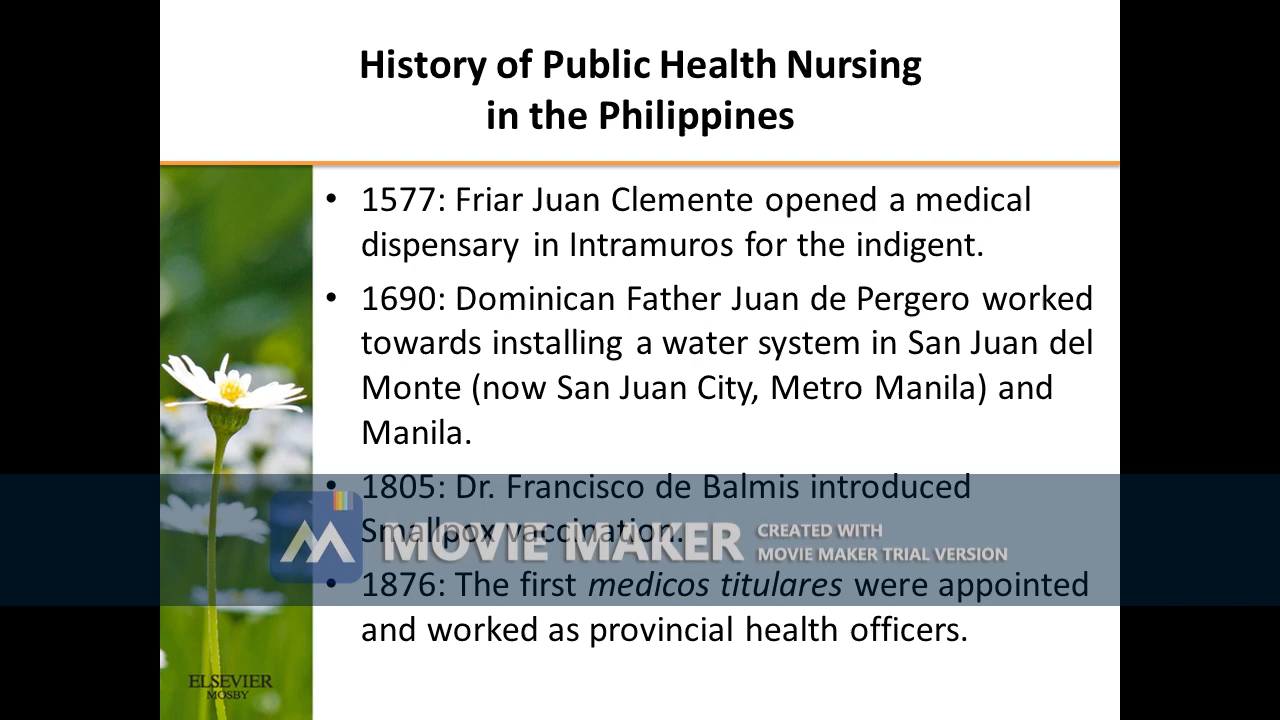 History of Public Health Nursing
in the Philippines
• 1577: Friar Juan Clemente opened a medical
dispensary in Intramuros for the indigent.
• 1690: Dominican Father Juan de Pergero worked
towards installing a water system in San Juan del
Monte (now San Juan City, Metro Manila) and
Manila.
• 1805: Dr. Francisco de Balmis introduced
Smallpox vaccination.
MOVIE MAKER
CREATED WITH
MOVIE MAKER TRIAL VERSION
• 1876: The first medicos titulares were appointed
and worked as provincial health officers.
ELSEVIER
MOSBY